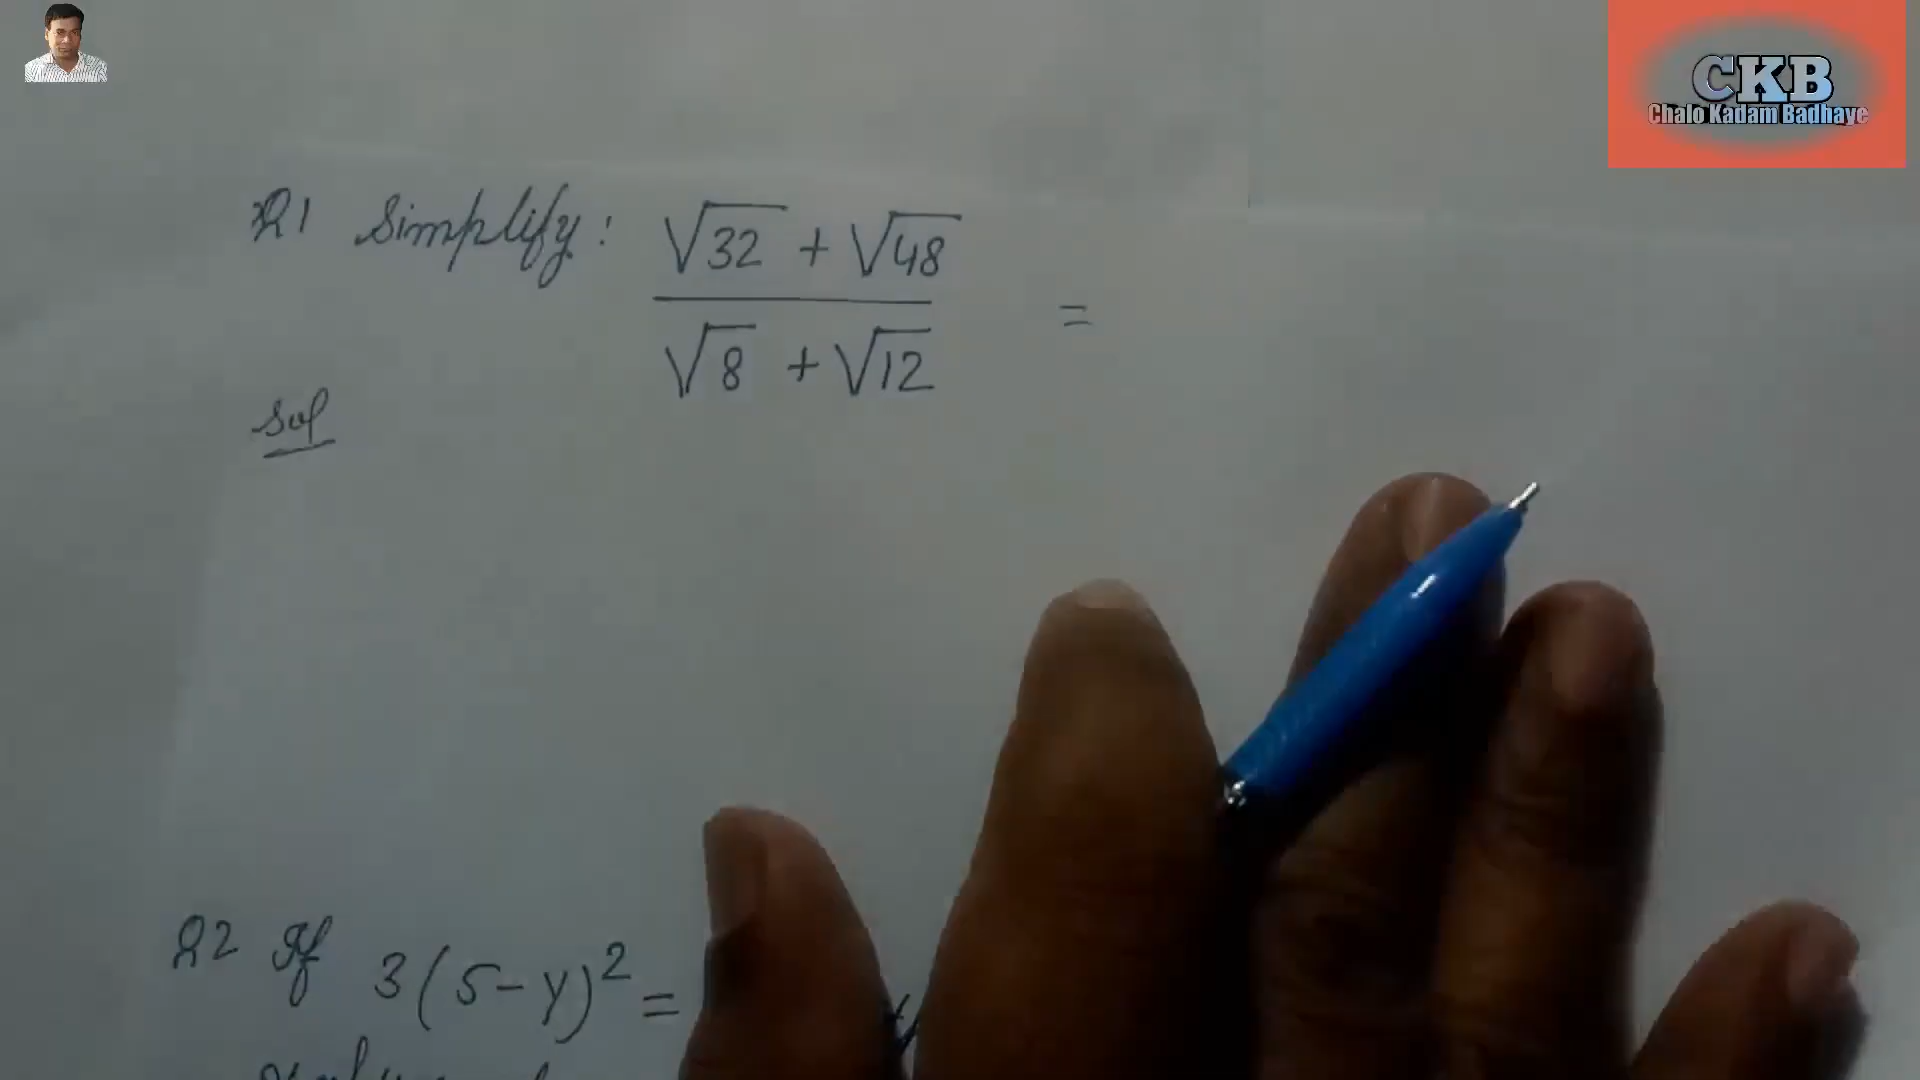 CKB
Chalo Kadam Badhaye
Q1 Simplify: (√32 + √48) / (√8 + √12) =
Sol
Q2 If 3(5-y)² =